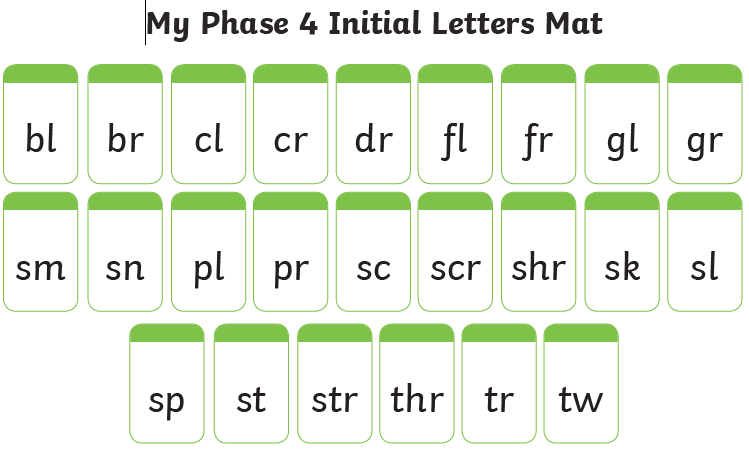 My Phase 4 Initial Letters Mat
bl br cl cr dr fl fr gl gr
sm sn pl pr sc scr shr sk sl
sp st str thr tr tw